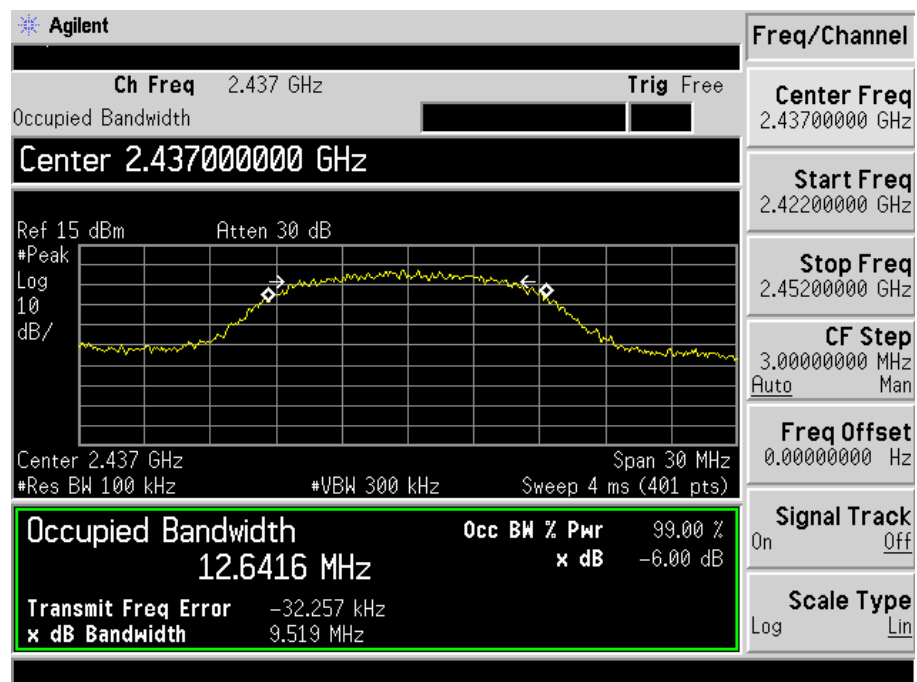 Agilent
Freq/Channel
Ch Freq 2.437 GHz Trig Free
Occupied Bandwidth
Center 2.437000000 GHz
Ref 15 dBm Atten 30 dB
#Peak
Log
10
dB/
Center 2.437 GHz Span 30 MHz
#Res BW 100 kHz #VBW 300 kHz Sweep 4 ms (401 pts)
Occupied Bandwidth
12.6416 MHz
Occ BW % Pwr 99.00 %
x dB -6.00 dB
Transmit Freq Error -32.257 kHz
x dB Bandwidth 9.519 MHz
Center Freq
2.43700000 GHz
Start Freq
2.42200000 GHz
Stop Freq
2.45200000 GHz
CF Step
3.00000000 MHz
Auto Man
Freq Offset
0.00000000 Hz
Signal Track
On Off
Scale Type
Log Lin